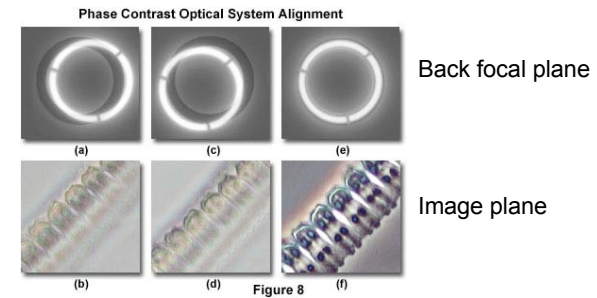 Phase Contrast Optical System Alignment
Back focal plane
(a) (c) (e)
Image plane
(b) (d) (f)
Figure 8